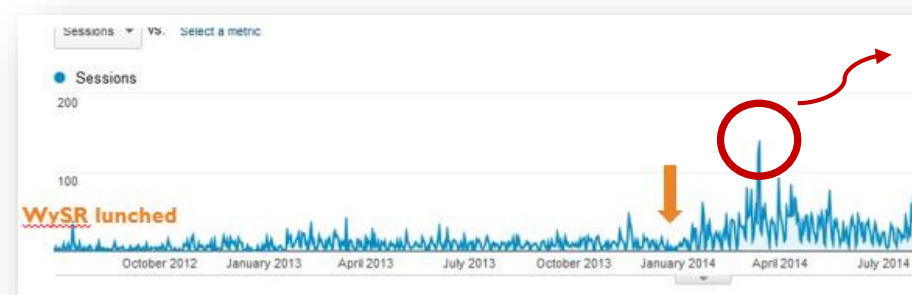 Sessions VS. Select a metric
Sessions
200
100
WySR lunched
October 2012 January 2013 April 2013 July 2013 October 2013 January 2014 April 2014 July 2014